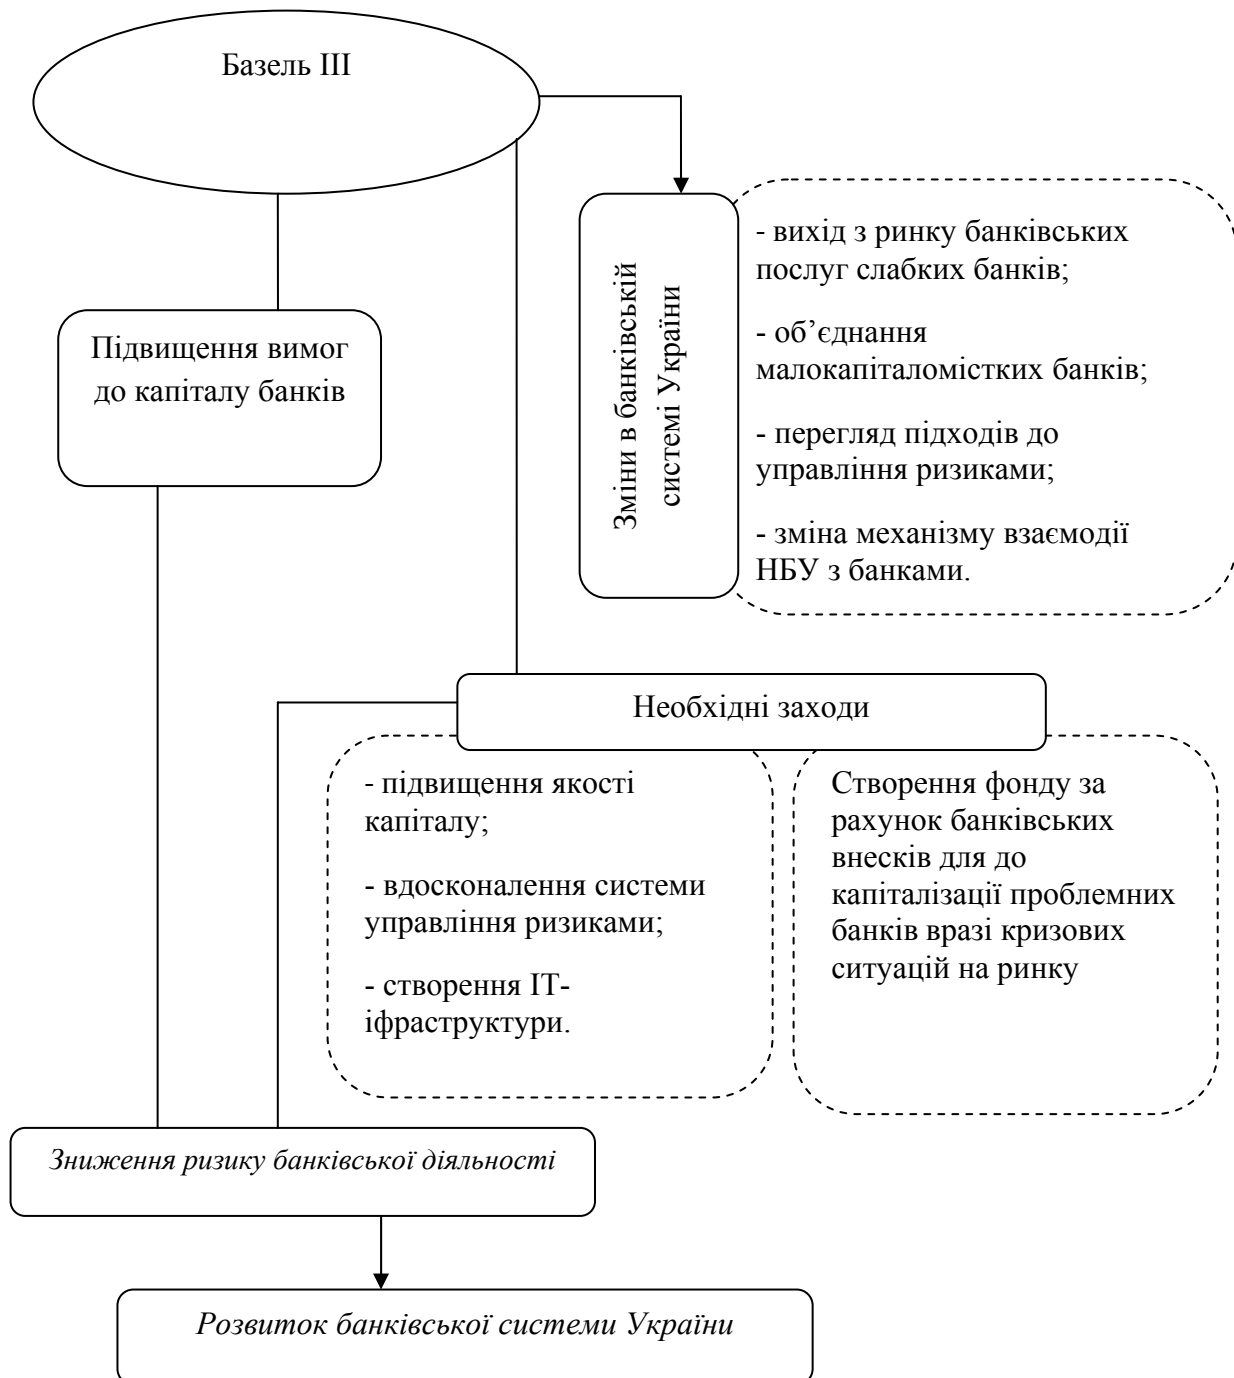 Базель III
Підвищення вимог
до капіталу банків
Зміни в банківській
системі України
- вихід з ринку банківських
послуг слабких банків;
- об’єднання
малокапіталомістких банків;
- перегляд підходів до
управління ризиками;
- зміна механізму взаємодії
НБУ з банками.
Необхідні заходи
- підвищення якості
капіталу;
- вдосконалення системи
управління ризиками;
- створення ІТ-
іфраструктури.
Створення фонду за
рахунок банківських
внесків для до
капіталізації проблемних
банків вразі кризових
ситуацій на ринку
Зниження ризику банківської діяльності
Розвиток банківської системи України